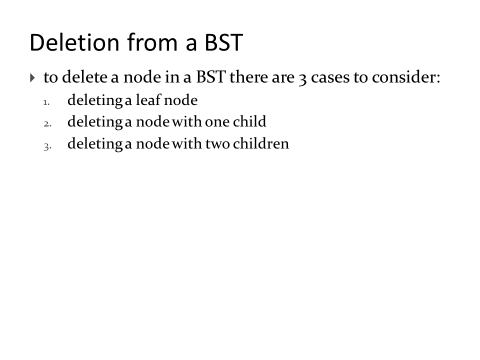 Deletion from a BST
to delete a node in a BST there are 3 cases to consider:
1. deleting a leaf node
2. deleting a node with one child
3. deleting a node with two children